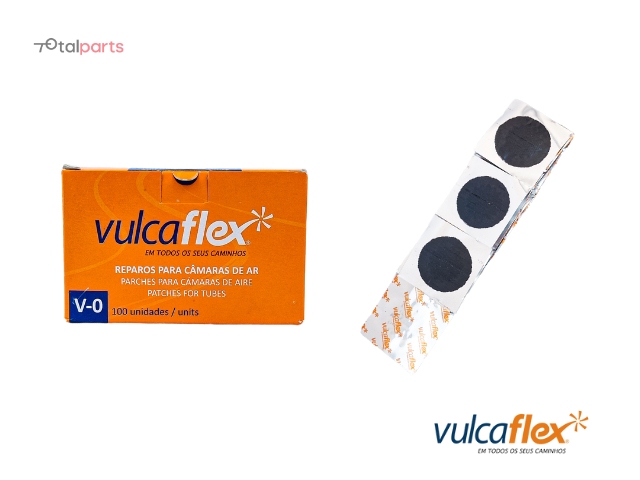 totalparts
vulcaflex®
EM TODOS OS SEUS CAMINHOS
REPAROS PARA CÂMARAS DE AR
PARCHES PARA CÁMARAS DE AIRE
PATCHES FOR TUBES
V-0
100 unidades / units
vulcaflex®
EM TODOS OS SEUS CAMINHOS